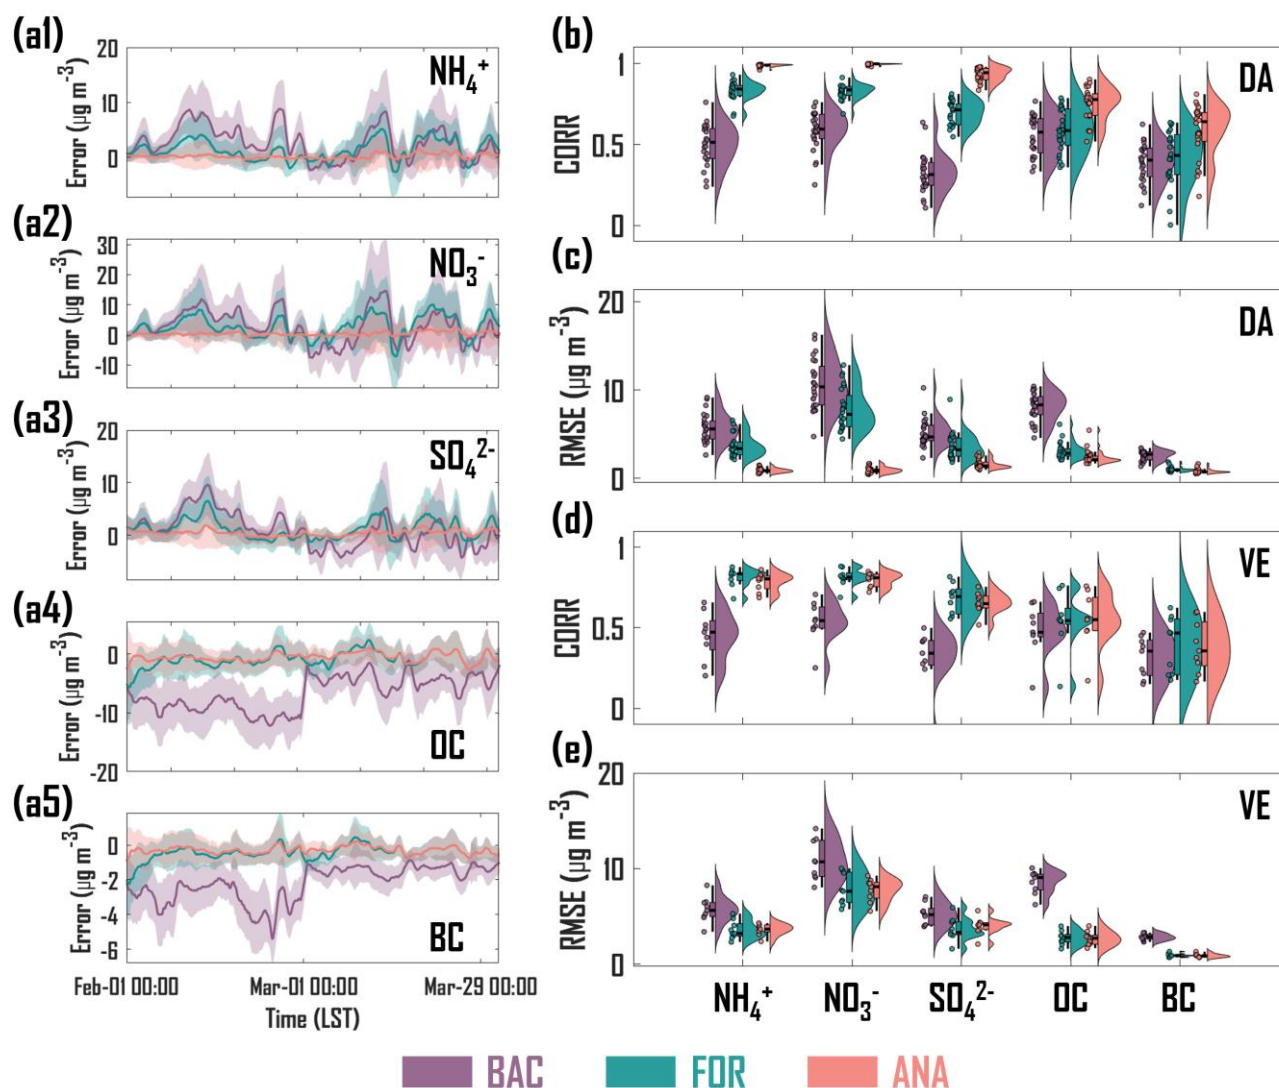 (a1)
20
10
0
Error (μg m⁻³)
NH₄⁺
(a2)
30
20
10
0
-10
Error (μg m⁻³)
NO₃⁻
(a3)
20
10
0
Error (μg m⁻³)
SO₄²⁻
(a4)
0
-10
-20
Error (μg m⁻³)
OC
(a5)
0
-2
-4
-6
Error (μg m⁻³)
BC
Feb-01 00:00 Mar-01 00:00 Mar-29 00:00
Time (LST)
(b)
1
0.5
0
CORR
DA
(c)
20
10
0
RMSE (μg m⁻³)
DA
(d)
1
0.5
0
CORR
VE
(e)
20
10
0
RMSE (μg m⁻³)
VE
NH₄⁺ NO₃⁻ SO₄²⁻ OC BC
BAC FOR ANA